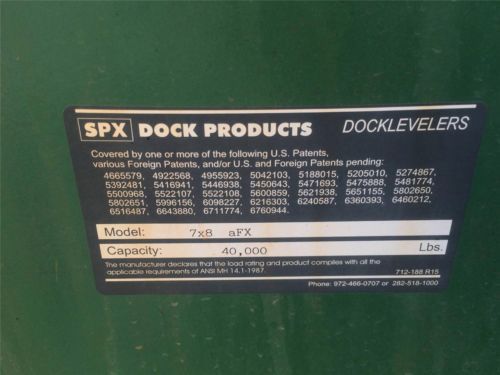 SPX DOCK PRODUCTS DOCKLEVELERS
Covered by one or more of the following U.S. Patents,
various Foreign Patents, and/or U.S. and Foreign Patents pending:
4665579, 4922568, 4955923, 5042103, 5188015, 5205010, 5274867,
5392481, 5416941, 5446938, 5450643, 5471693, 5475888, 5481774,
5500968, 5522107, 5522108, 5600859, 5621938, 5651155, 5802650,
5802651, 5996156, 6098227, 6216303, 6240587, 6360393, 6460212,
6516487, 6643880, 6711774, 6760944.
Model: 7x8 aFX
Capacity: 40,000 Lbs.
The manufacturer declares that the load rating and product complies with all
applicable requirements of ANSI MH 14.1-1987.
712-188 R15
Phone: 972-466-0707 or 282-518-1000